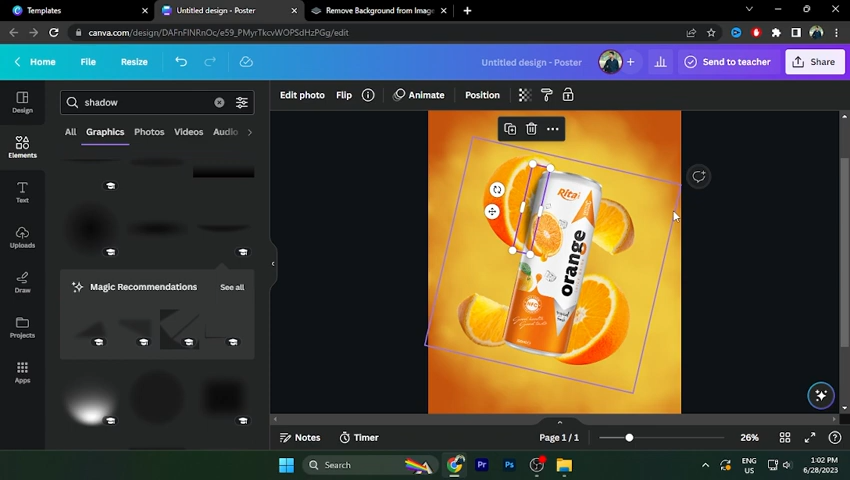 Templates
Untitled design - Poster
Remove Background from Image
canva.com/design/DAFnFlNRnOc/e59_PMyrTkcvWOPSdHzPGg/edit
Home
File
Resize
Untitled design - Poster
Send to teacher
Share
Design
Elements
Text
Uploads
Draw
Projects
Apps
shadow
All
Graphics
Photos
Videos
Audio
Magic Recommendations
See all
Edit photo
Flip
Animate
Position
Rita
orange
Notes
Timer
Page 1 / 1
26%
Search
ENG
US
1:02 PM
6/28/2023